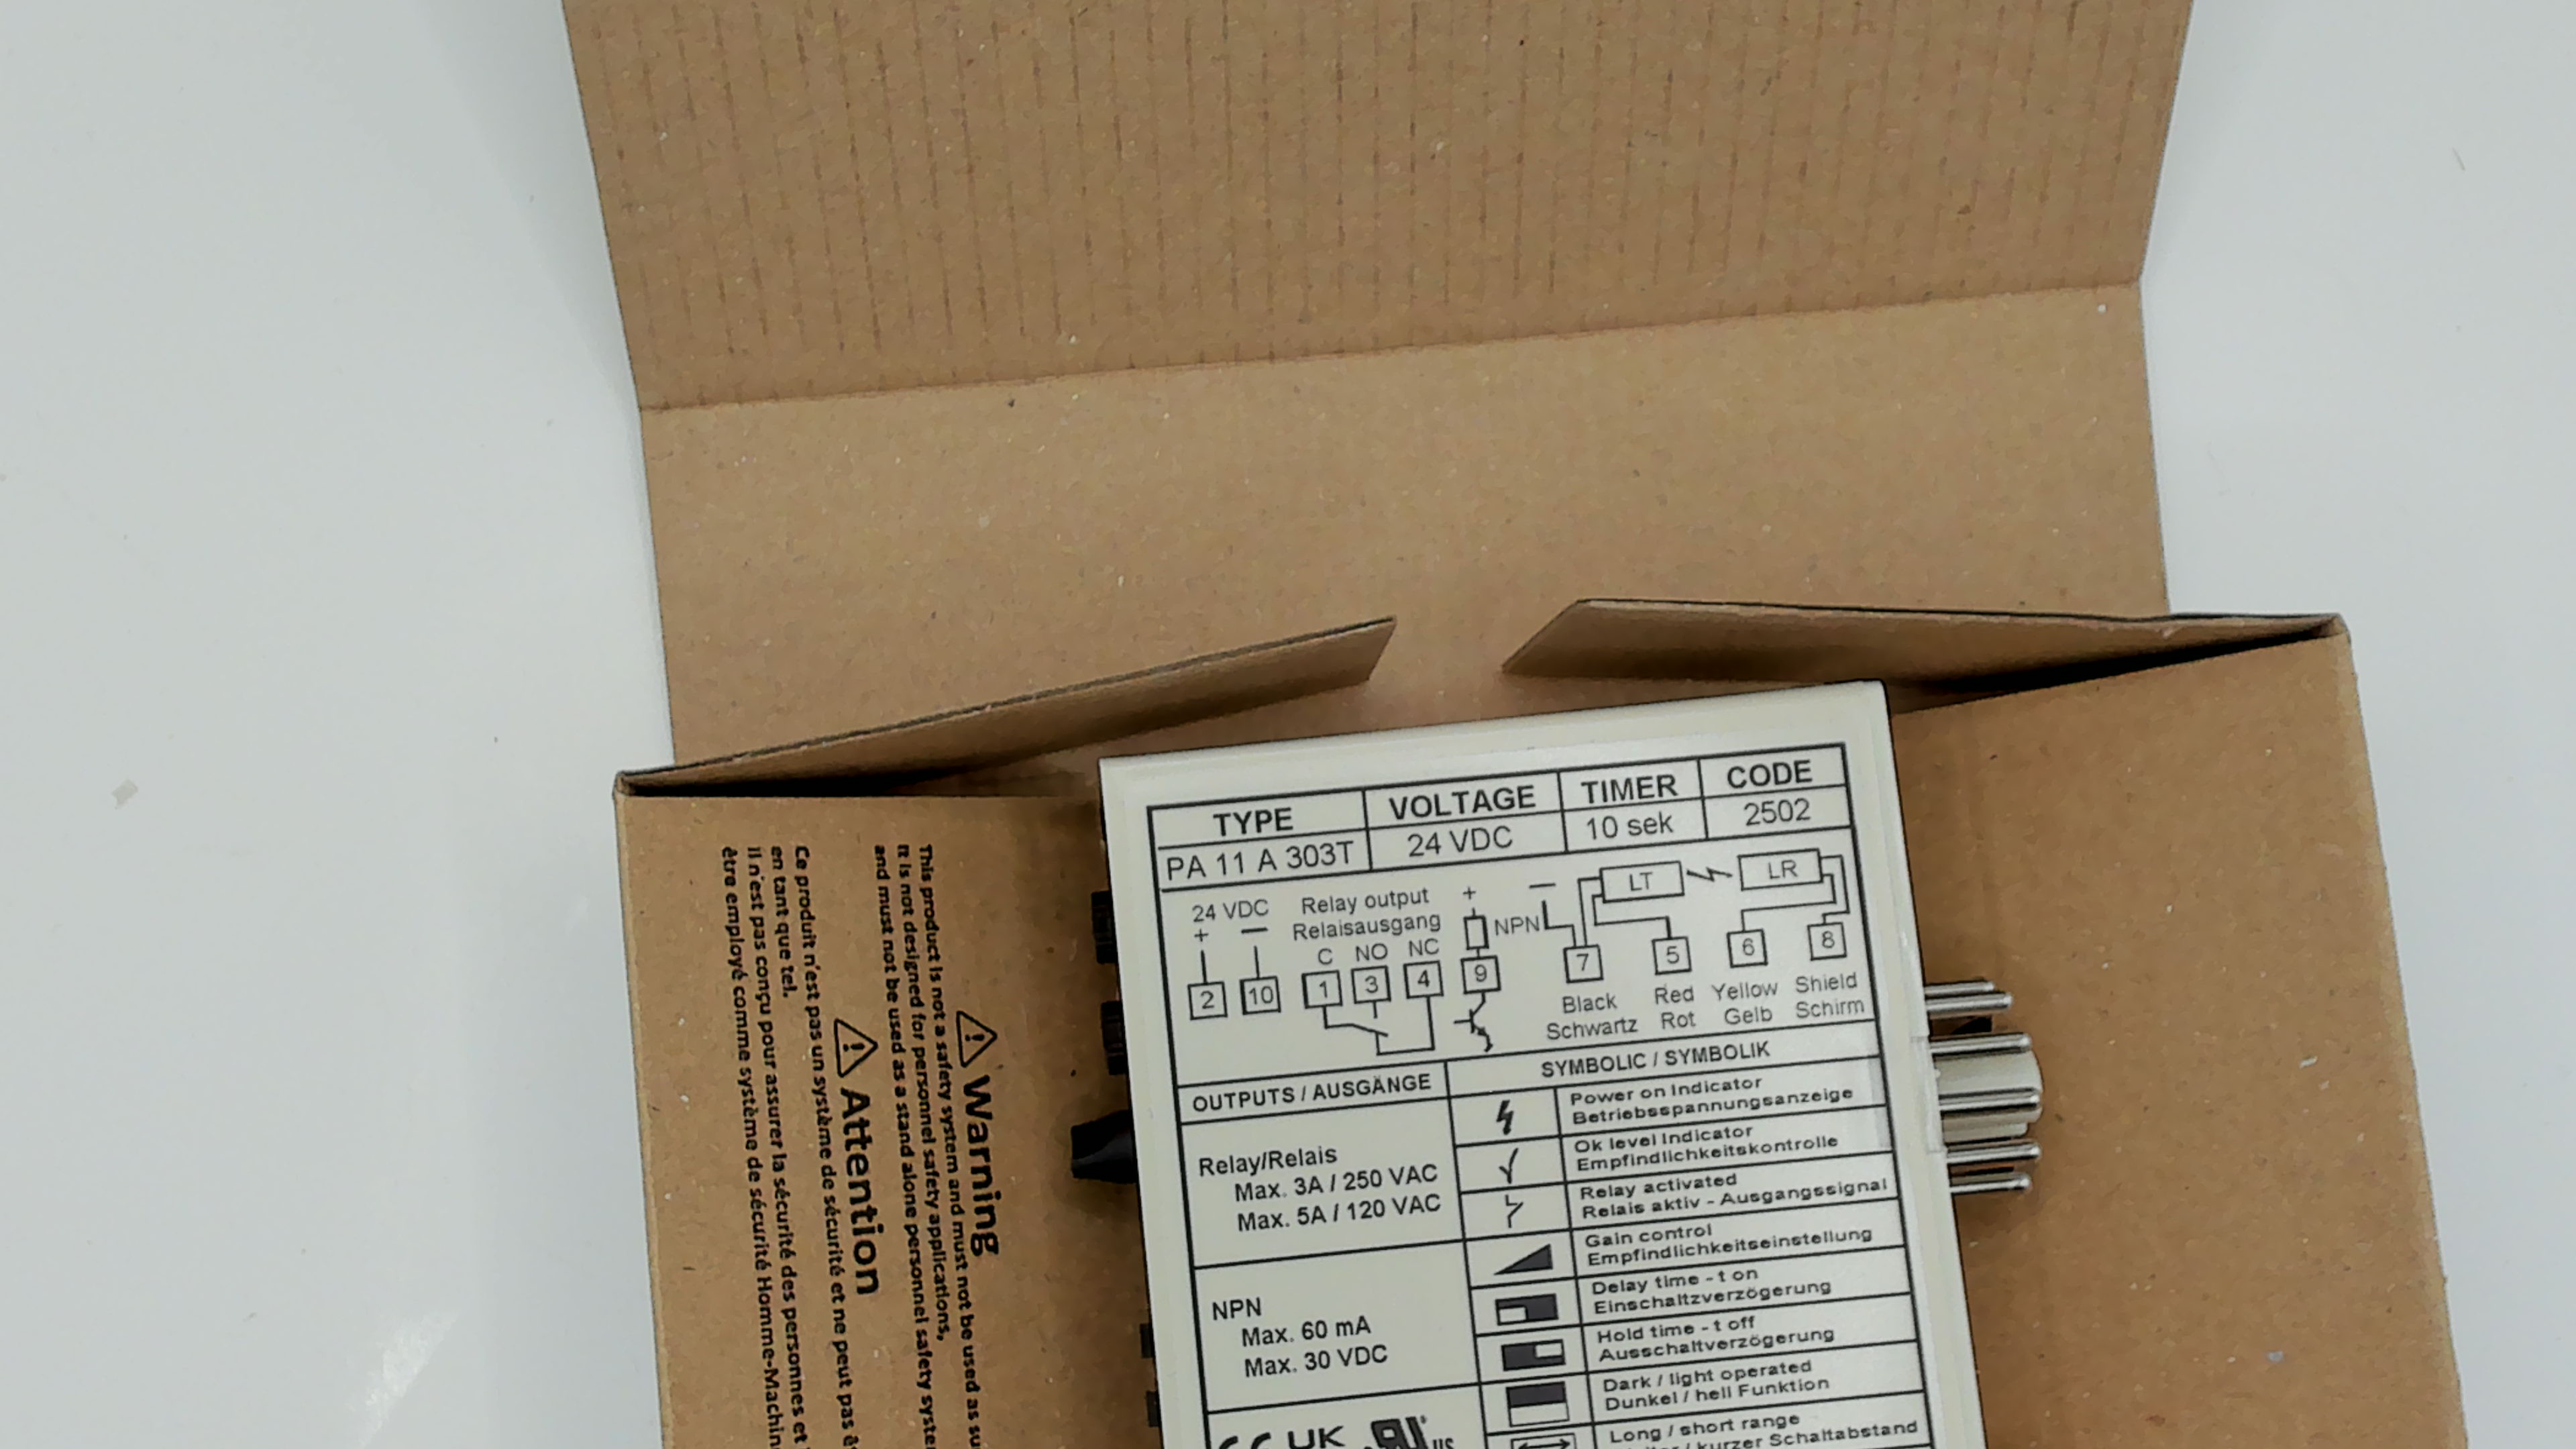 TYPE VOLTAGE TIMER CODE
PA 11 A 303T 24 VDC 10 sek 2502
24 VDC
+ −
2 10
Relay output
Relaisausgang
C NO NC
1 3 4
+ −
NPN
9
LT LR
7 5 6 8
Black Red Yellow Shield
Schwartz Rot Gelb Schirm
OUTPUTS / AUSGÄNGE
Relay/Relais
Max. 3A / 250 VAC
Max. 5A / 120 VAC
NPN
Max. 60 mA
Max. 30 VDC
CE UK US
SYMBOLIC / SYMBOLIK
Power on Indicator
Betriebsspannungsanzeige
Ok level Indicator
Empfindlichkeitskontrolle
Relay activated
Relais aktiv - Ausgangssignal
Gain control
Empfindlichkeitseinstellung
Delay time - t on
Einschaltzverzögerung
Hold time - t off
Ausschaltverzögerung
Dark / light operated
Dunkel / hell Funktion
Long / short range
/ kurzer Schaltabstand
Warning
This product is not a safety system and must not be used as
It is not designed for personnel safety applications,
and must not be used as a stand alone personnel safety
Attention
Ce produit n'est pas un système de sécurité et ne peut pas
en tant que tel.
Il n'est pas conçu pour assurer la sécurité des personnes et
être employé comme système de sécurité